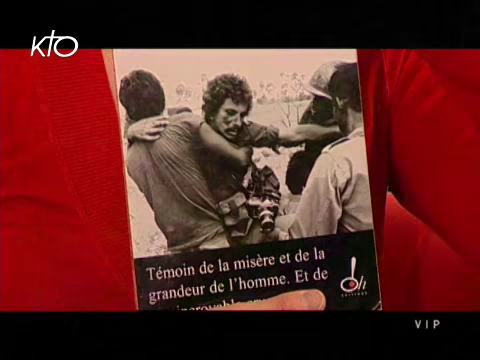 KTO
Témoin de la misère et de la
grandeur de l'homme. Et de
VIP